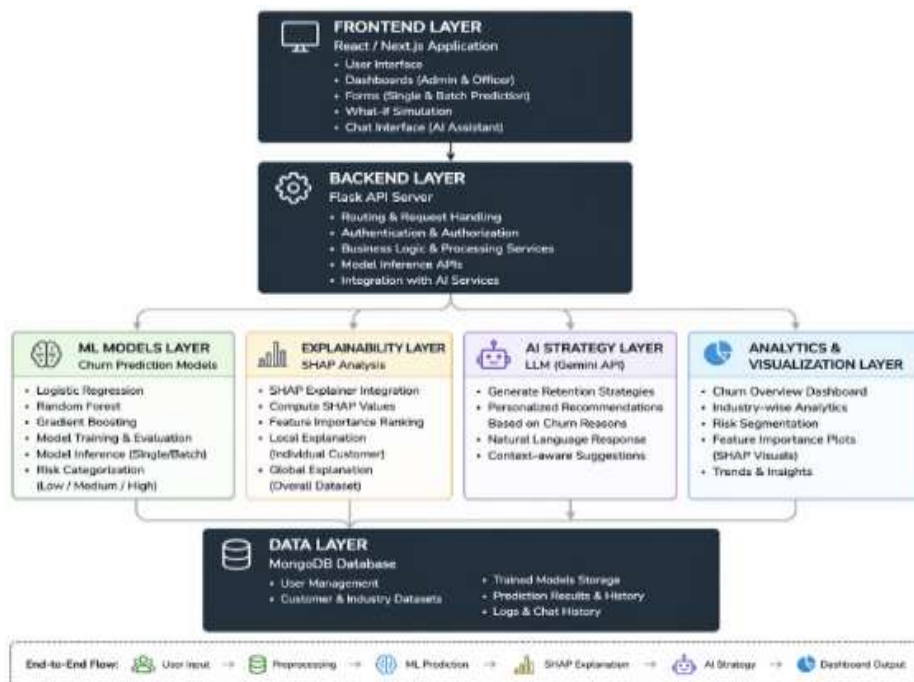 FRONTEND LAYER
React / Next.js Application
• User Interface
• Dashboards (Admin & Officer)
• Forms (Single & Batch Prediction)
• What-if Simulation
• Chat Interface (AI Assistant)
BACKEND LAYER
Flask API Server
• Routing & Request Handling
• Authentication & Authorization
• Business Logic & Processing Services
• Model Inference APIs
• Integration with AI Services
ML MODELS LAYER
Churn Prediction Models
• Logistic Regression
• Random Forest
• Gradient Boosting
• Model Training & Evaluation
• Model Inference (Single/Batch)
• Risk Categorization
(Low / Medium / High)
EXPLAINABILITY LAYER
SHAP Analysis
• SHAP Explainer Integration
• Compute SHAP Values
• Feature Importance Ranking
• Local Explanation
(Individual Customer)
• Global Explanation
(Overall Dataset)
AI STRATEGY LAYER
LLM (Gemini API)
• Generate Retention Strategies
• Personalized Recommendations
Based on Churn Reasons
• Natural Language Response
• Context-aware Suggestions
ANALYTICS &
VISUALIZATION LAYER
• Churn Overview Dashboard
• Industry-wise Analytics
• Risk Segmentation
• Feature Importance Plots
(SHAP Visuals)
• Trends & Insights
DATA LAYER
MongoDB Database
• User Management
• Customer & Industry Datasets
• Trained Models Storage
• Prediction Results & History
• Logs & Chat History
End-to-End Flow: User Input → Preprocessing → ML Prediction → SHAP Explanation → AI Strategy → Dashboard Output